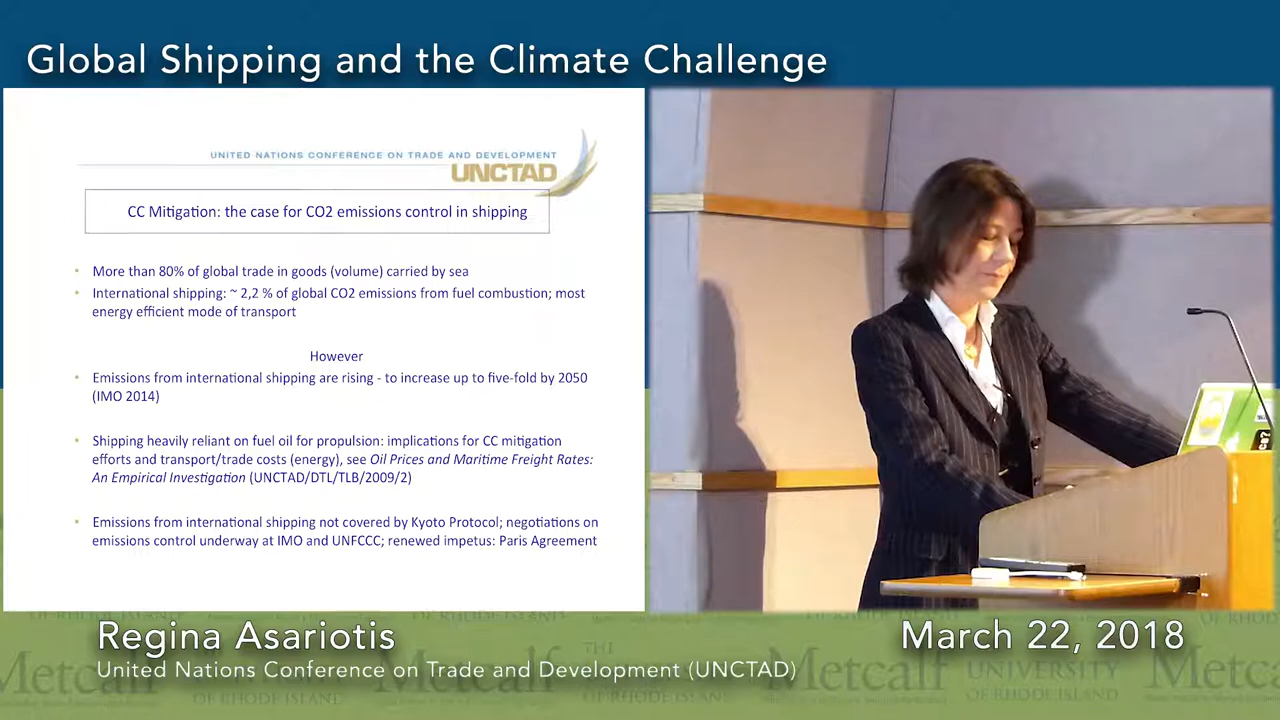 Global Shipping and the Climate Challenge
UNITED NATIONS CONFERENCE ON TRADE AND DEVELOPMENT
UNCTAD
CC Mitigation: the case for CO2 emissions control in shipping
• More than 80% of global trade in goods (volume) carried by sea
• International shipping: ~ 2,2 % of global CO2 emissions from fuel combustion; most
energy efficient mode of transport
However
• Emissions from international shipping are rising - to increase up to five-fold by 2050
(IMO 2014)
• Shipping heavily reliant on fuel oil for propulsion: implications for CC mitigation
efforts and transport/trade costs (energy), see Oil Prices and Maritime Freight Rates:
An Empirical Investigation (UNCTAD/DTL/TLB/2009/2)
• Emissions from international shipping not covered by Kyoto Protocol; negotiations on
emissions control underway at IMO and UNFCCC; renewed impetus: Paris Agreement
Regina Asariotis
March 22, 2018
United Nations Conference on Trade and Development (UNCTAD)
Metcalf
THE
UNIVERSITY
OF RHODE ISLAND